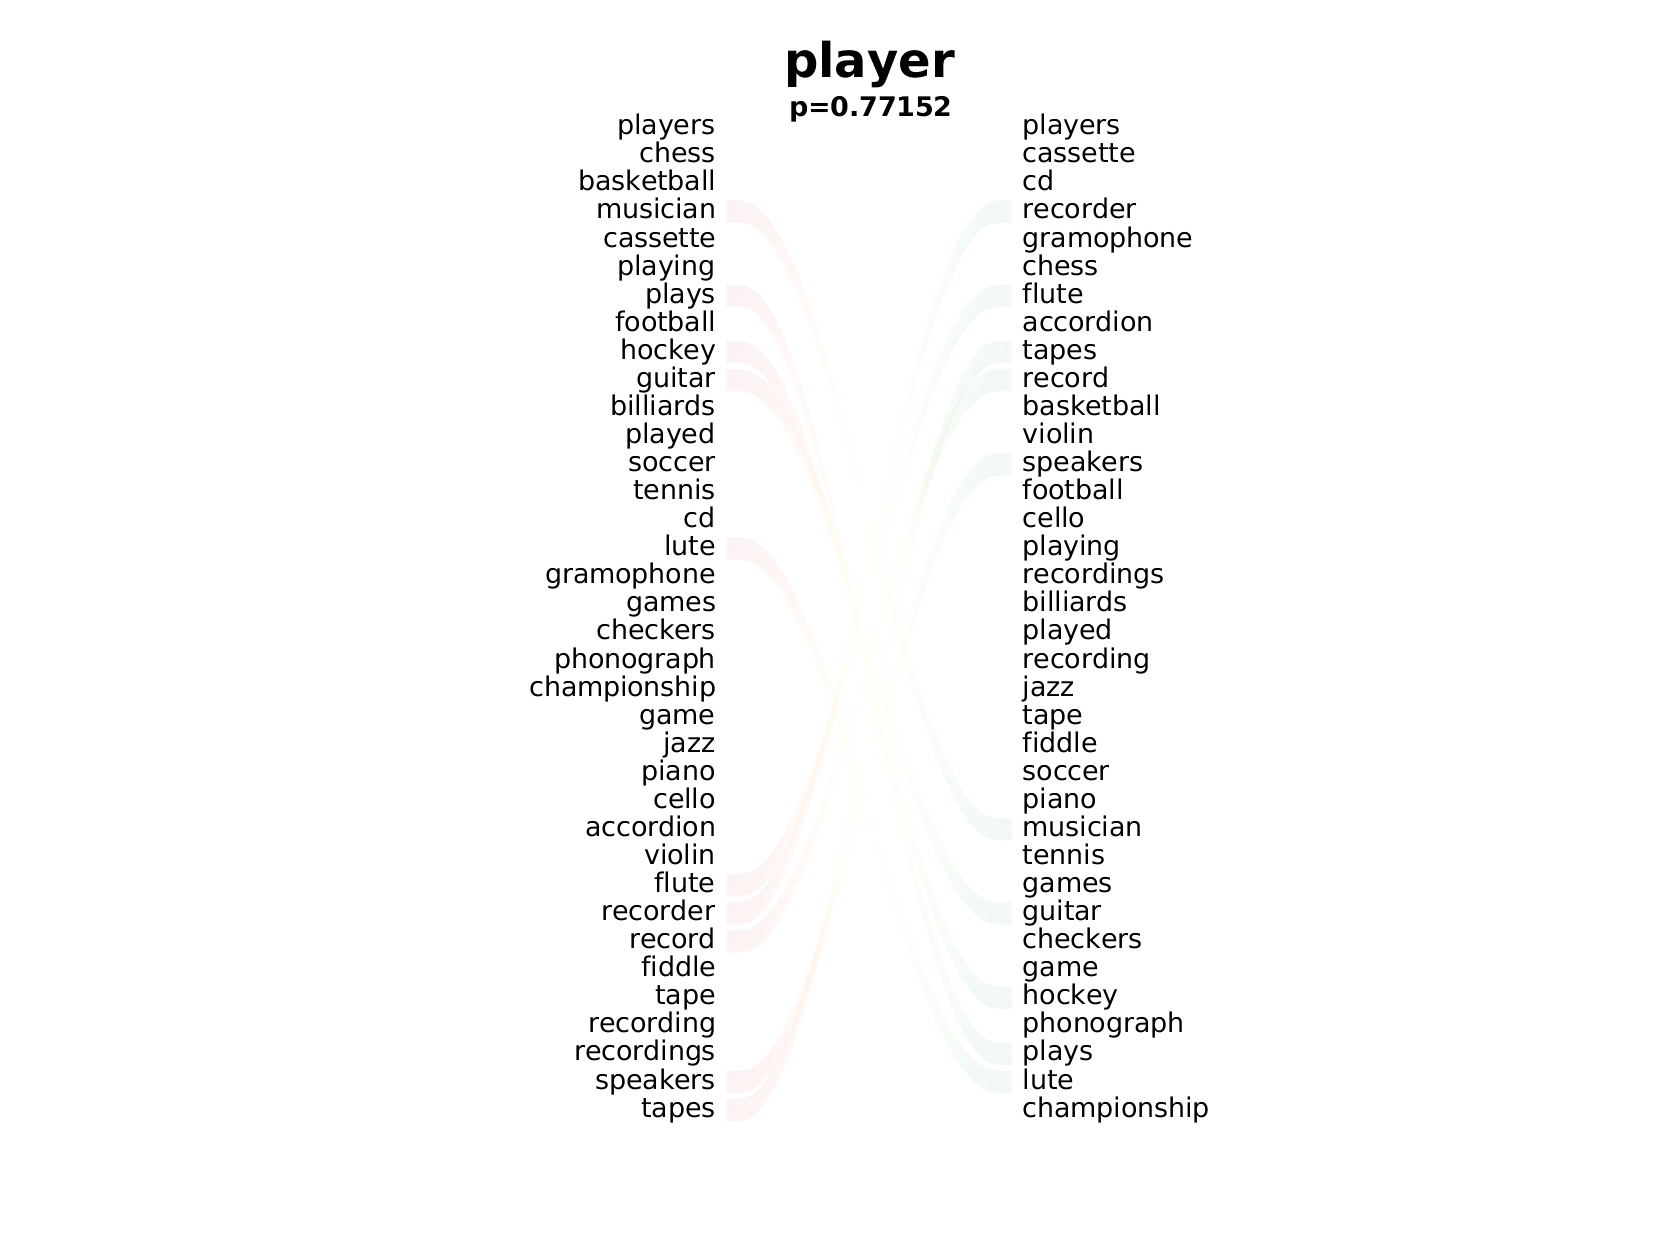 player
p=0.77152
players players
chess cassette
basketball cd
musician recorder
cassette gramophone
playing chess
plays flute
football accordion
hockey tapes
guitar record
billiards basketball
played violin
soccer speakers
tennis football
cd cello
lute playing
gramophone recordings
games billiards
checkers played
phonograph recording
championship jazz
game tape
jazz fiddle
piano soccer
cello piano
accordion musician
violin tennis
flute games
recorder guitar
record checkers
fiddle game
tape hockey
recording phonograph
recordings plays
speakers lute
tapes championship